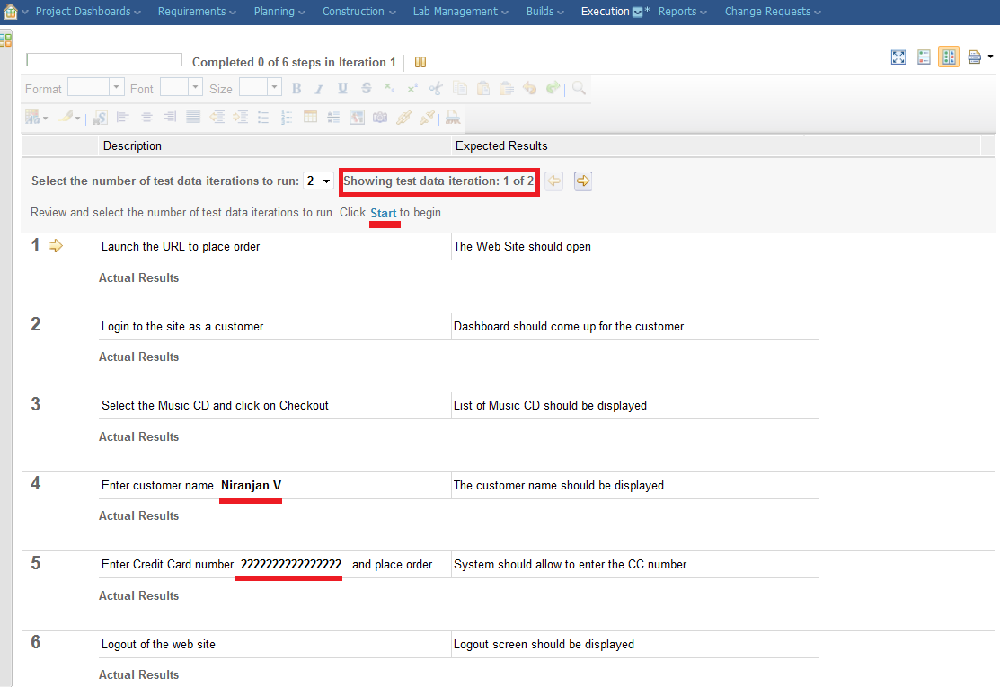 Project Dashboards Requirements Planning Construction Lab Management Builds Execution * Reports Change Requests
Completed 0 of 6 steps in Iteration 1
Format Font Size
Description Expected Results
Select the number of test data iterations to run: 2 Showing test data iteration: 1 of 2
Review and select the number of test data iterations to run. Click Start to begin.
1 Launch the URL to place order The Web Site should open
Actual Results
2 Login to the site as a customer Dashboard should come up for the customer
Actual Results
3 Select the Music CD and click on Checkout List of Music CD should be displayed
Actual Results
4 Enter customer name Niranjan V The customer name should be displayed
Actual Results
5 Enter Credit Card number 2222222222222222 and place order System should allow to enter the CC number
Actual Results
6 Logout of the web site Logout screen should be displayed
Actual Results